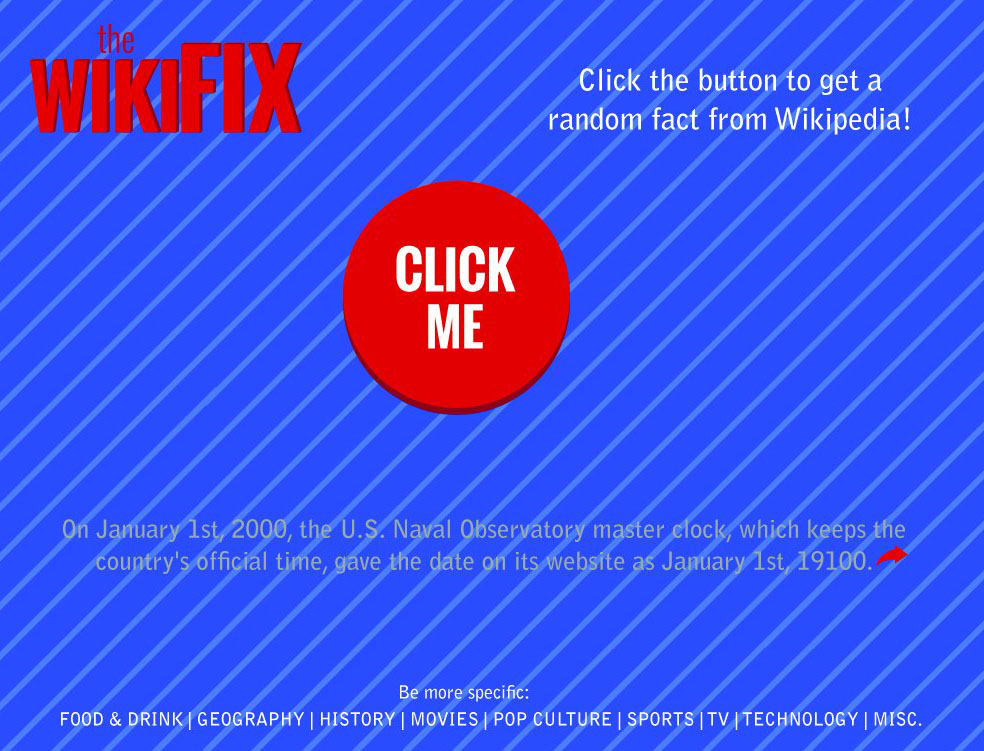 the
WIKIFIX
Click the button to get a
random fact from Wikipedia!
CLICK
ME
On January 1st, 2000, the U.S. Naval Observatory master clock, which keeps the
country's official time, gave the date on its website as January 1st, 19100.
Be more specific:
FOOD & DRINK | GEOGRAPHY | HISTORY | MOVIES | POP CULTURE | SPORTS | TV | TECHNOLOGY | MISC.